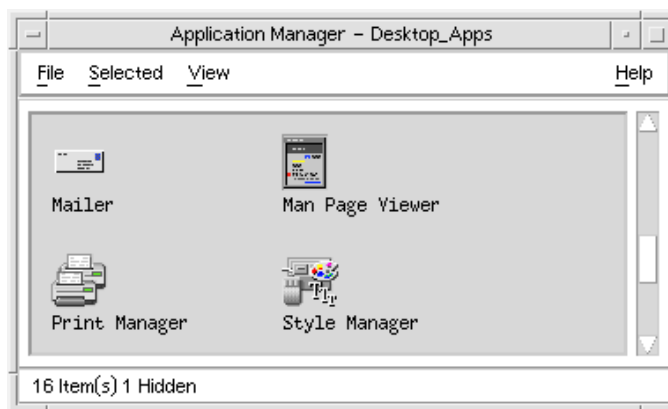 Application Manager – Desktop_Apps
File Selected View Help
Mailer Man Page Viewer
Print Manager Style Manager
16 Item(s) 1 Hidden